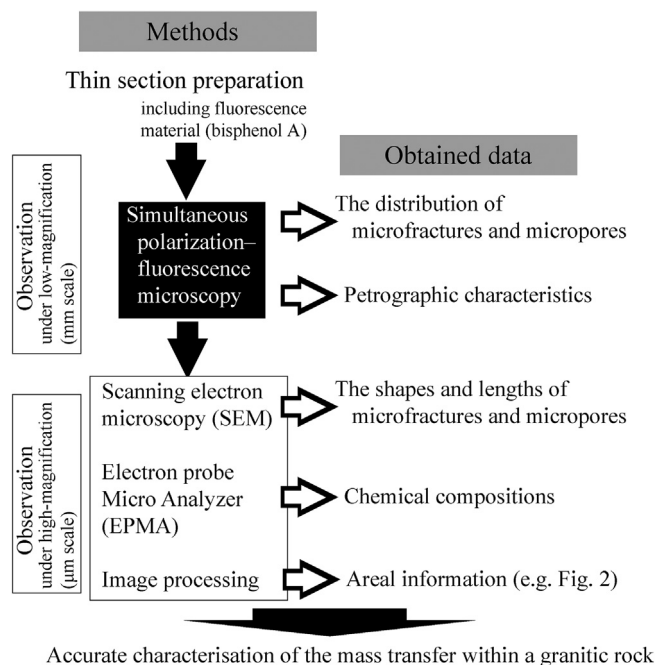 Methods
Thin section preparation
including fluorescence
material (bisphenol A)
Obtained data
Observation
under low-magnification
(mm scale)
Simultaneous
polarization–
fluorescence
microscopy
The distribution of
microfractures and micropores
Petrographic characteristics
Observation
under high-magnification
(μm scale)
Scanning electron
microscopy (SEM)
The shapes and lengths of
microfractures and micropores
Electron probe
Micro Analyzer
(EPMA)
Chemical compositions
Image processing
Areal information (e.g. Fig. 2)
Accurate characterisation of the mass transfer within a granitic rock